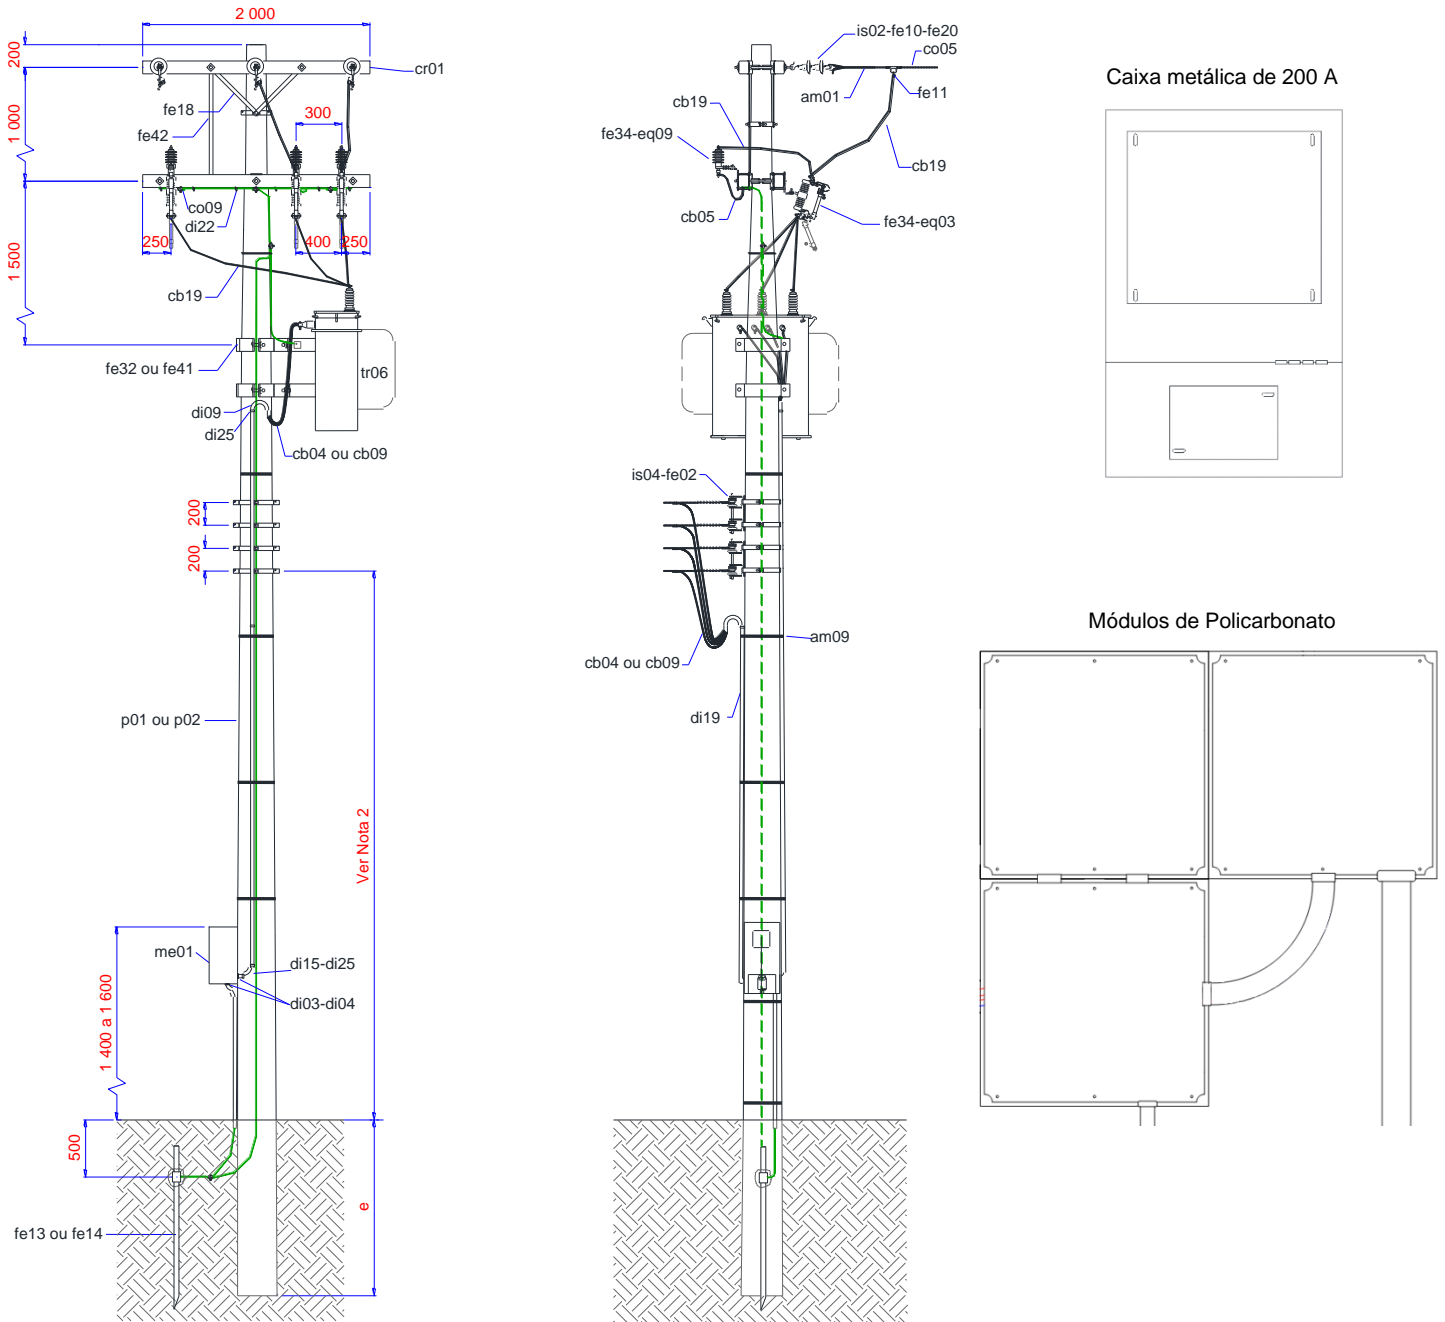 2 000
200
cr01
fe18
1 000
fe42
300
co09
di22
250
400
250
1 500
cb19
fe32 ou fe41
tr06
di09
di25
cb04 ou cb09
200
200
p01 ou p02
Ver Nota 2
me01
di15-di25
di03-di04
1 400 a 1 600
500
e
fe13 ou fe14
is02-fe10-fe20
co05
am01
fe11
cb19
fe34-eq09
cb19
cb05
fe34-eq03
is04-fe02
am09
cb04 ou cb09
di19
Caixa metálica de 200 A
Módulos de Policarbonato